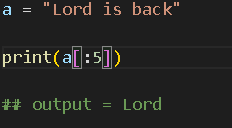 a = "Lord is back"
print(a[:5])
## output = Lord